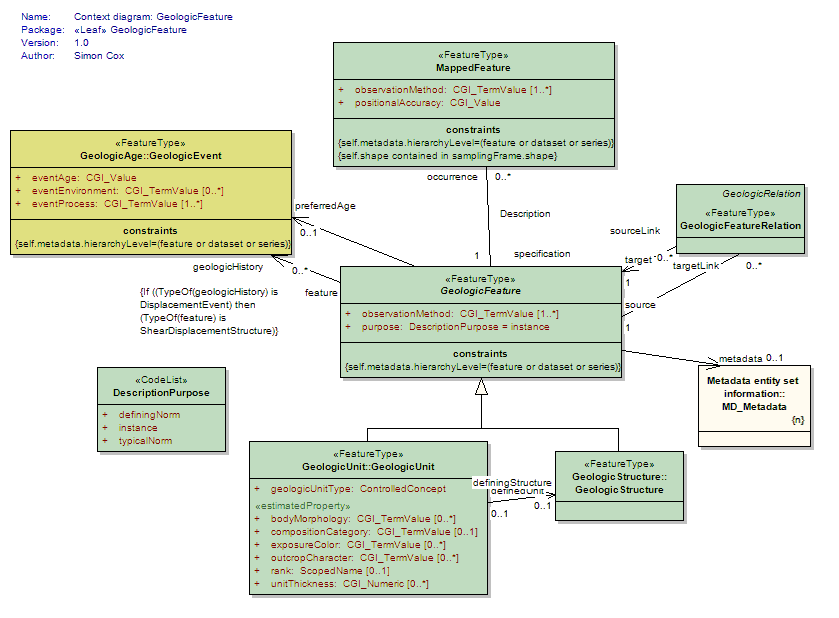 Name: Context diagram: GeologicFeature
Package: «Leaf» GeologicFeature
Version: 1.0
Author: Simon Cox
«FeatureType»
MappedFeature
+ observationMethod: CGI_TermValue [1..*]
+ positionalAccuracy: CGI_Value
constraints
{self.metadata.hierarchyLevel=(feature or dataset or series)}
{self.shape contained in samplingFrame.shape}
«FeatureType»
GeologicAge::GeologicEvent
+ eventAge: CGI_Value
+ eventEnvironment: CGI_TermValue [0..*]
+ eventProcess: CGI_TermValue [1..*]
constraints
{self.metadata.hierarchyLevel=(feature or dataset or series)}
occurrence 0..*
Description
1 specification
preferredAge
0..1
geologicHistory
0..*
feature
{If ((TypeOf(geologicHistory) is
DisplacementEvent) then
(TypeOf(feature) is
ShearDisplacementStructure)}
GeologicRelation
«FeatureType»
GeologicFeatureRelation
sourceLink
target 0..*
targetLink 0..*
1
source
1
«FeatureType»
GeologicFeature
+ observationMethod: CGI_TermValue [1..*]
+ purpose: DescriptionPurpose = instance
constraints
{self.metadata.hierarchyLevel=(feature or dataset or series)}
metadata 0..1
Metadata entity set
information::
MD_Metadata
{n}
«CodeList»
DescriptionPurpose
+ definingNorm
+ instance
+ typicalNorm
«FeatureType»
GeologicUnit::GeologicUnit
+ geologicUnitType: ControlledConcept
«estimatedProperty»
+ bodyMorphology: CGI_TermValue [0..*]
+ compositionCategory: CGI_TermValue [0..1]
+ exposureColor: CGI_TermValue [0..*]
+ outcropCharacter: CGI_TermValue [0..*]
+ rank: ScopedName [0..1]
+ unitThickness: CGI_Numeric [0..*]
definingStructure
definedUnit
0..1
0..1
«FeatureType»
GeologicStructure::
GeologicStructure